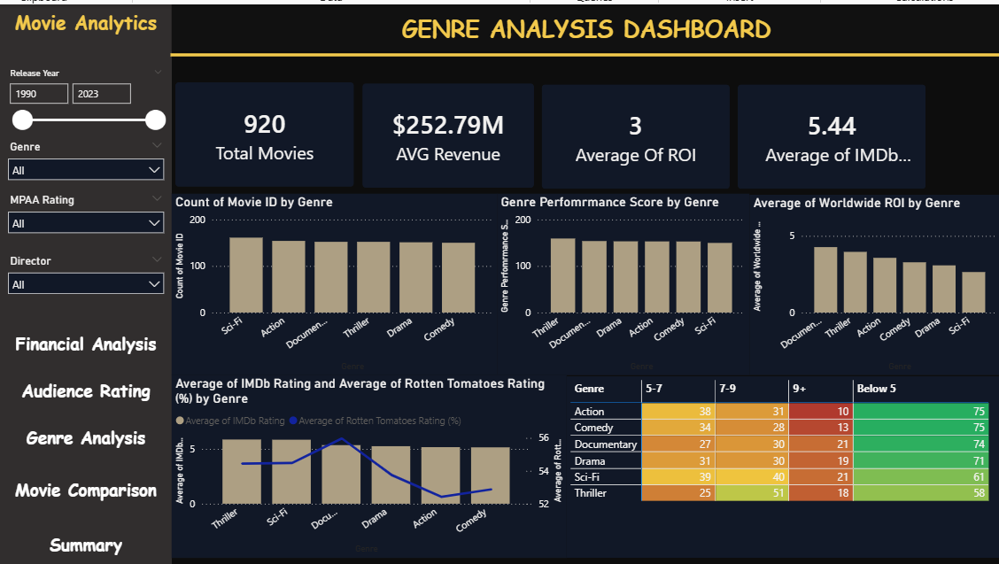 Clipboard
Data
Queries
Insert
Calculations
Movie Analytics
GENRE ANALYSIS DASHBOARD
Release Year
1990
2023
Genre
All
MPAA Rating
All
Director
All
Financial Analysis
Audience Rating
Genre Analysis
Movie Comparison
Summary
920
Total Movies
$252.79M
AVG Revenue
3
Average Of ROI
5.44
Average of IMDb...
Count of Movie ID by Genre
Count of Movie ID
200
100
0
Sci-Fi
Action
Documen...
Thriller
Drama
Comedy
Genre
Genre Perfomrmance Score by Genre
Genre Perfomrmance S...
200
100
0
Thriller
Documen...
Drama
Action
Comedy
Sci-Fi
Genre
Average of Worldwide ROI by Genre
Average of Worldwide ...
5
0
Documen...
Thriller
Action
Comedy
Drama
Sci-Fi
Genre
Average of IMDb Rating and Average of Rotten Tomatoes Rating
(%) by Genre
Average of IMDb Rating
Average of Rotten Tomatoes Rating (%)
Average of IMDb...
5
0
56
54
52
Average of Rott...
Thriller
Sci-Fi
Docu...
Drama
Action
Comedy
Genre
Genre 5-7 7-9 9+ Below 5
Action 38 31 10 75
Comedy 34 28 13 75
Documentary 27 30 21 74
Drama 31 30 19 71
Sci-Fi 39 40 21 61
Thriller 25 51 18 58